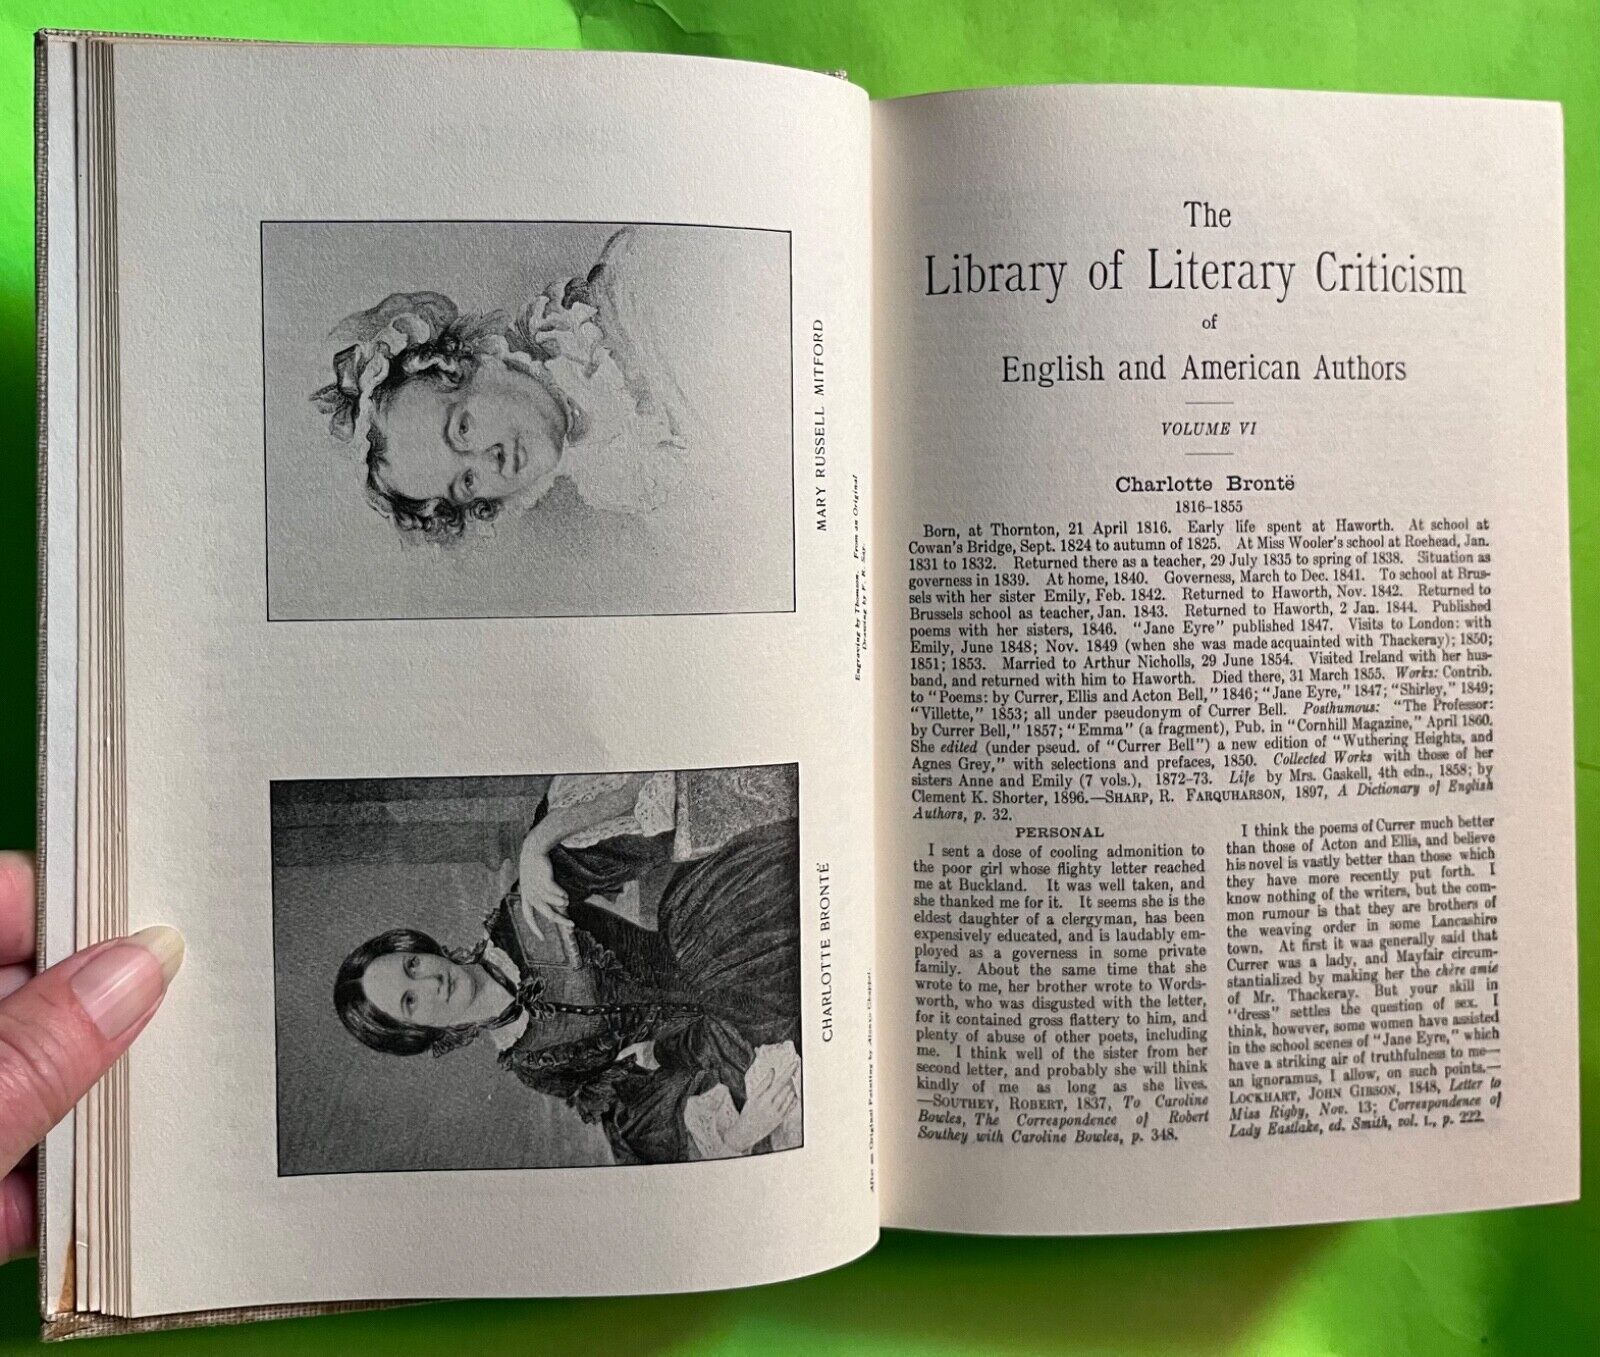 MARY RUSSELL MITFORD
Engraving by Thomson. From an Original
Drawing by F. R. Say.
CHARLOTTE BRONTË
After an Original Painting by Alonzo Chappel.
The
Library of Literary Criticism
of
English and American Authors
VOLUME VI
Charlotte Brontë
1816–1855
Born, at Thornton, 21 April 1816. Early life spent at Haworth. At school at
Cowan's Bridge, Sept. 1824 to autumn of 1825. At Miss Wooler's school at Roehead, Jan.
1831 to 1832. Returned there as a teacher, 29 July 1835 to spring of 1838. Situation as
governess in 1839. At home, 1840. Governess, March to Dec. 1841. To school at Brus-
sels with her sister Emily, Feb. 1842. Returned to Haworth, Nov. 1842. Returned to
Brussels school as teacher, Jan. 1843. Returned to Haworth, 2 Jan. 1844. Published
poems with her sisters, 1846. "Jane Eyre" published 1847. Visits to London: with
Emily, June 1848; Nov. 1849 (when she was made acquainted with Thackeray); 1850;
1851; 1853. Married to Arthur Nicholls, 29 June 1854. Visited Ireland with her hus-
band, and returned with him to Haworth. Died there, 31 March 1855. Works: Contrib.
to "Poems: by Currer, Ellis and Acton Bell," 1846; "Jane Eyre," 1847; "Shirley," 1849;
"Villette," 1853; all under pseudonym of Currer Bell. Posthumous: "The Professor:
by Currer Bell," 1857; "Emma" (a fragment), Pub. in "Cornhill Magazine," April 1860.
She edited (under pseud. of "Currer Bell") a new edition of "Wuthering Heights, and
Agnes Grey," with selections and prefaces, 1850. Collected Works with those of her
sisters Anne and Emily (7 vols.), 1872–73. Life by Mrs. Gaskell, 4th edn., 1858; by
Clement K. Shorter, 1896.—SHARP, R. FARQUHARSON, 1897, A Dictionary of English
Authors, p. 32.
PERSONAL
I sent a dose of cooling admonition to
the poor girl whose flighty letter reached
me at Buckland. It was well taken, and
she thanked me for it. It seems she is the
eldest daughter of a clergyman, has been
expensively educated, and is laudably em-
ployed as a governess in some private
family. About the same time that she
wrote to me, her brother wrote to Words-
worth, who was disgusted with the letter,
for it contained gross flattery to him, and
plenty of abuse of other poets, including
me. I think well of the sister from her
second letter, and probably she will think
kindly of me as long as she lives.
—SOUTHEY, ROBERT, 1837, To Caroline
Bowles, The Correspondence of Robert
Southey with Caroline Bowles, p. 348.
I think the poems of Currer much better
than those of Acton and Ellis, and believe
his novel is vastly better than those which
they have more recently put forth. I
know nothing of the writers, but the com-
mon rumour is that they are brothers of
the weaving order in some Lancashire
town. At first it was generally said that
Currer was a lady, and Mayfair circum-
stantialized by making her the chère amie
of Mr. Thackeray. But your skill in
"dress" settles the question of sex. I
think, however, some women have assisted
in the school scenes of "Jane Eyre," which
have a striking air of truthfulness to me—
an ignoramus, I allow, on such points.—
LOCKHART, JOHN GIBSON, 1848, Letter to
Miss Rigby, Nov. 13; Correspondence of
Lady Eastlake, ed. Smith, vol. I., p. 222.